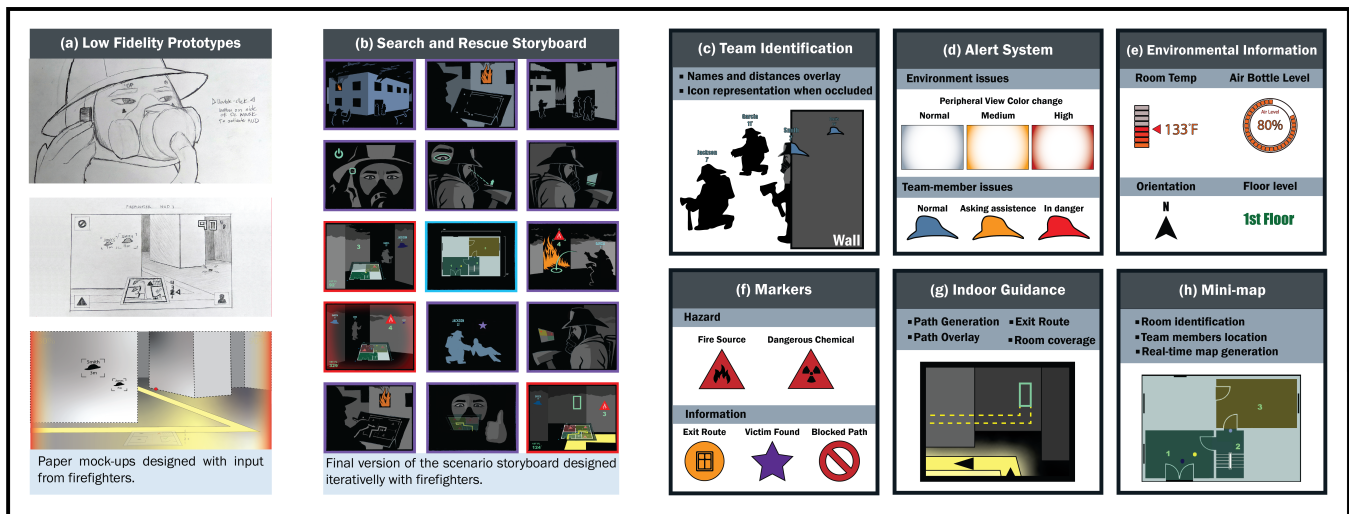 (a) Low Fidelity Prototypes
Paper mock-ups designed with input
from firefighters.
(b) Search and Rescue Storyboard
Final version of the scenario storyboard designed
iterativelly with firefighters.
(c) Team Identification
▪ Names and distances overlay
▪ Icon representation when occluded
Garcia
11'
Jackson
7'
Wall
(d) Alert System
Environment issues
Peripheral View Color change
Normal Medium High
Team-member issues
Normal Asking assistence In danger
(e) Environmental Information
Room Temp Air Bottle Level
133°F
Air Level
80%
Orientation Floor level
N
1st Floor
(f) Markers
Hazard
Fire Source Dangerous Chemical
Information
Exit Route Victim Found Blocked Path
(g) Indoor Guidance
▪ Path Generation ▪ Exit Route
▪ Path Overlay ▪ Room coverage
(h) Mini-map
▪ Room identification
▪ Team members location
▪ Real-time map generation
3
1 2